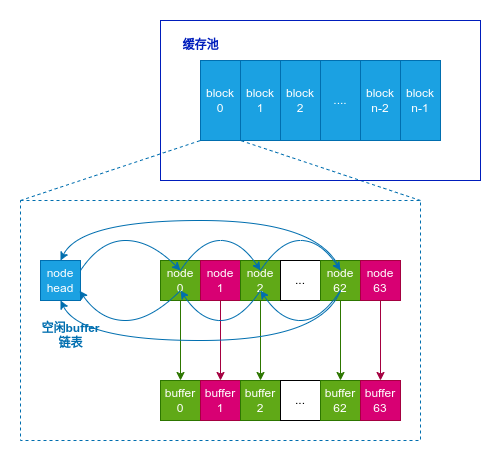 缓存池
block block block .... block block
0 1 2 n-2 n-1
node node node node ... node node
head 0 1 2 62 63
空闲buffer
链表
buffer buffer buffer ... buffer buffer
0 1 2 62 63